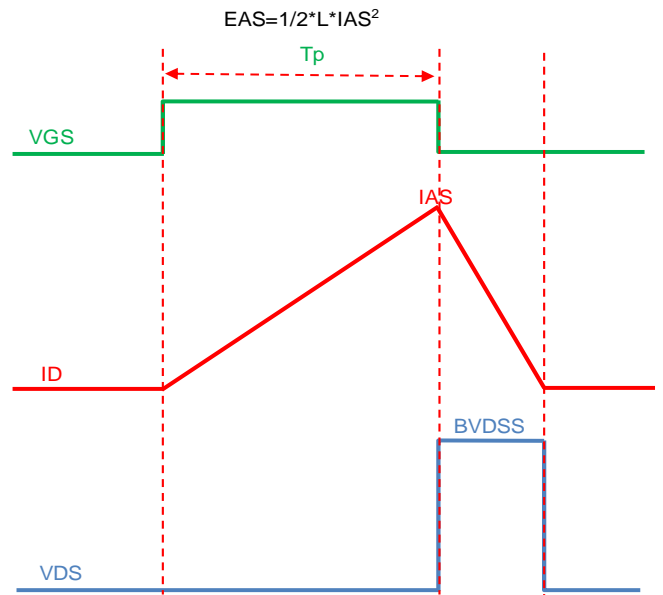 EAS=1/2*L*IAS²
Tp
VGS
IAS
ID
BVDSS
VDS